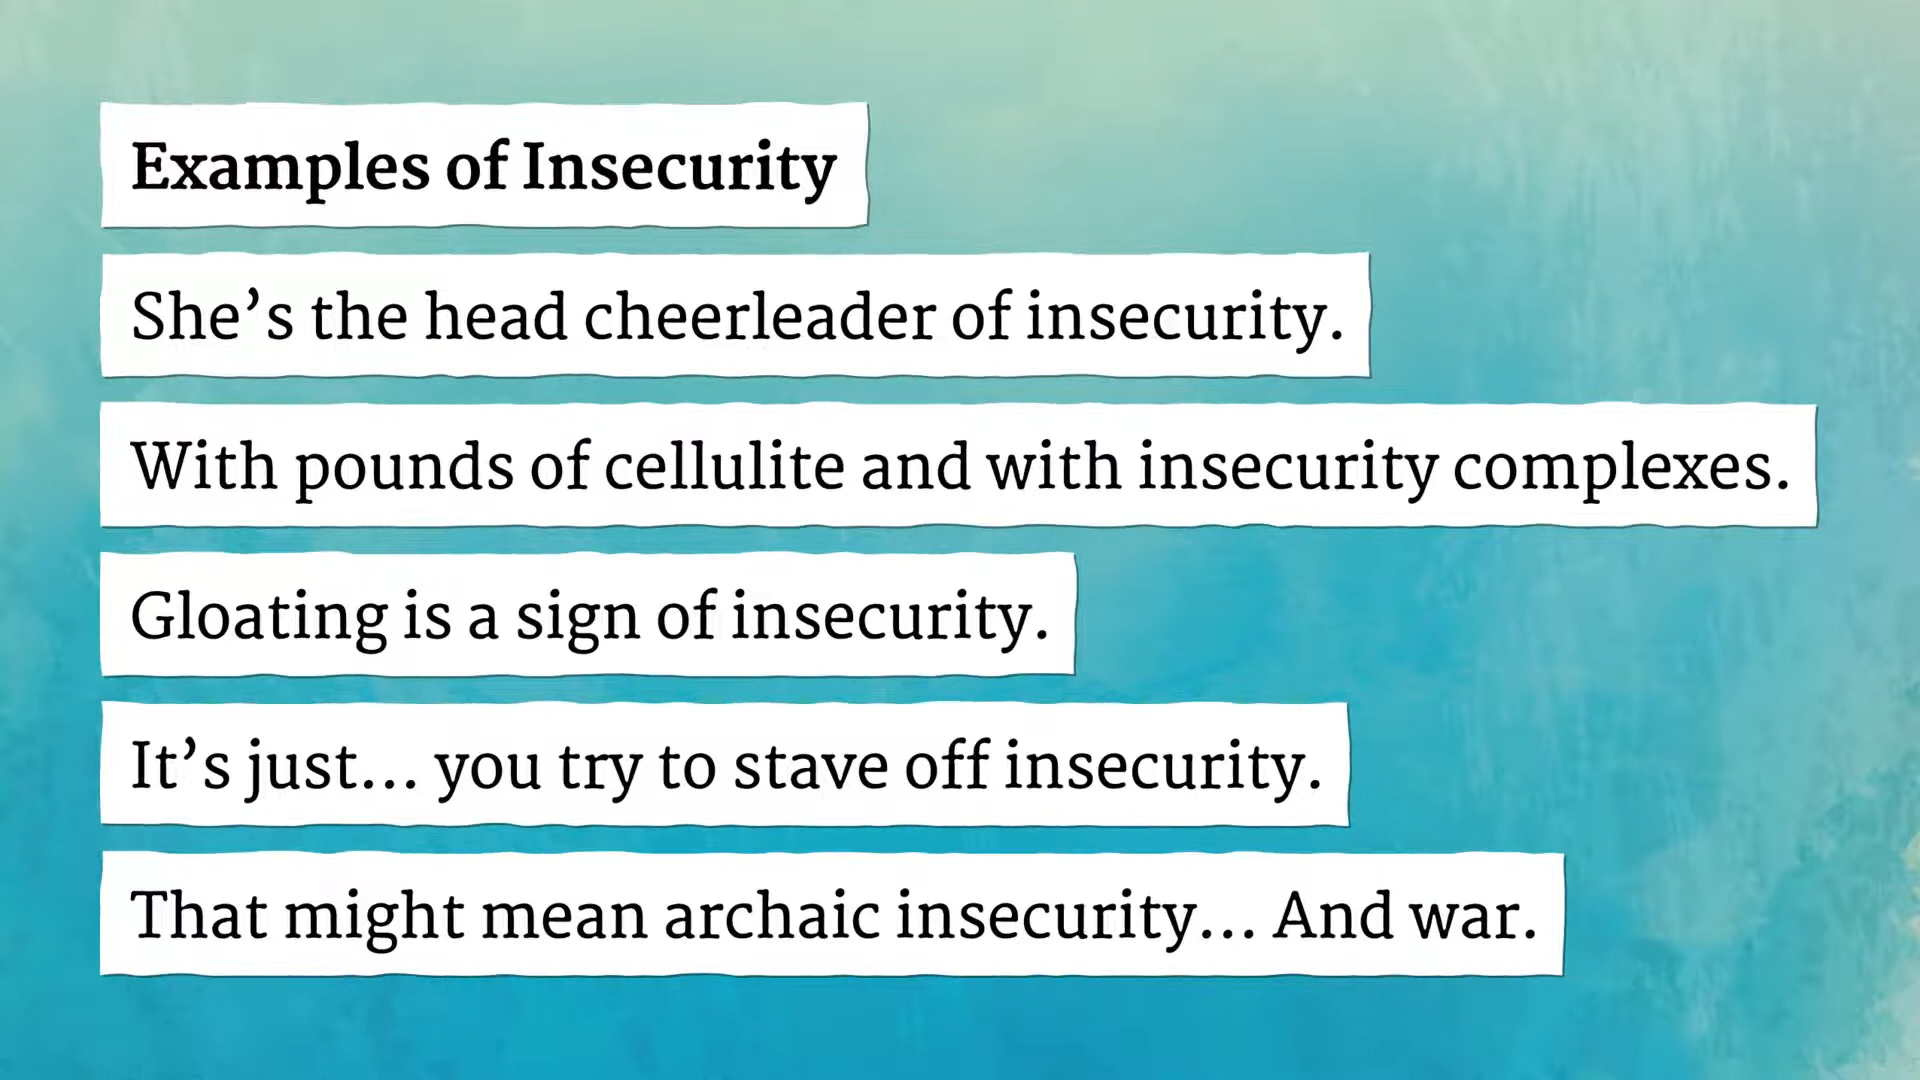 Examples of Insecurity
She’s the head cheerleader of insecurity.
With pounds of cellulite and with insecurity complexes.
Gloating is a sign of insecurity.
It’s just... you try to stave off insecurity.
That might mean archaic insecurity... And war.